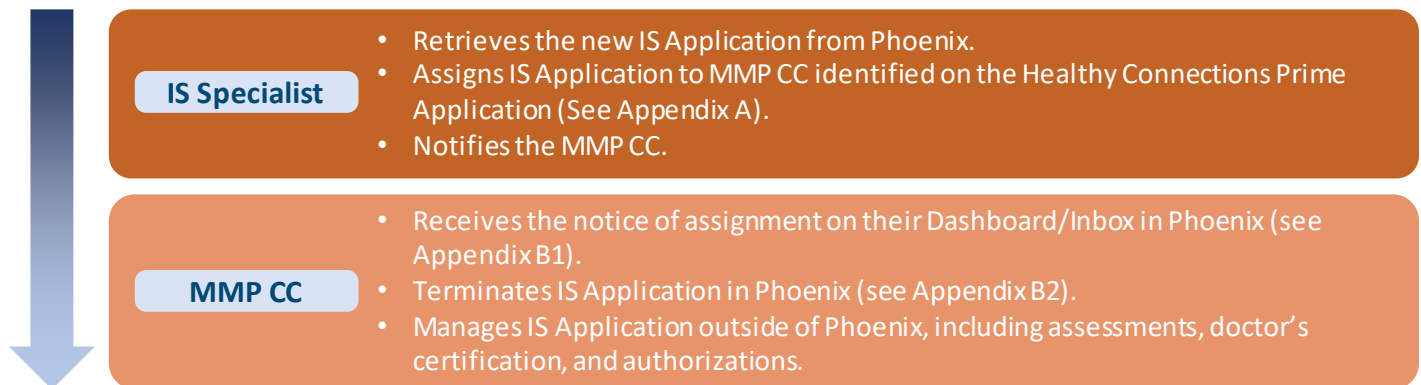 IS Specialist
• Retrieves the new IS Application from Phoenix.
• Assigns IS Application to MMP CC identified on the Healthy Connections Prime
Application (See Appendix A).
• Notifies the MMP CC.
MMP CC
• Receives the notice of assignment on their Dashboard/Inbox in Phoenix (see
Appendix B1).
• Terminates IS Application in Phoenix (see Appendix B2).
• Manages IS Application outside of Phoenix, including assessments, doctor’s
certification, and authorizations.